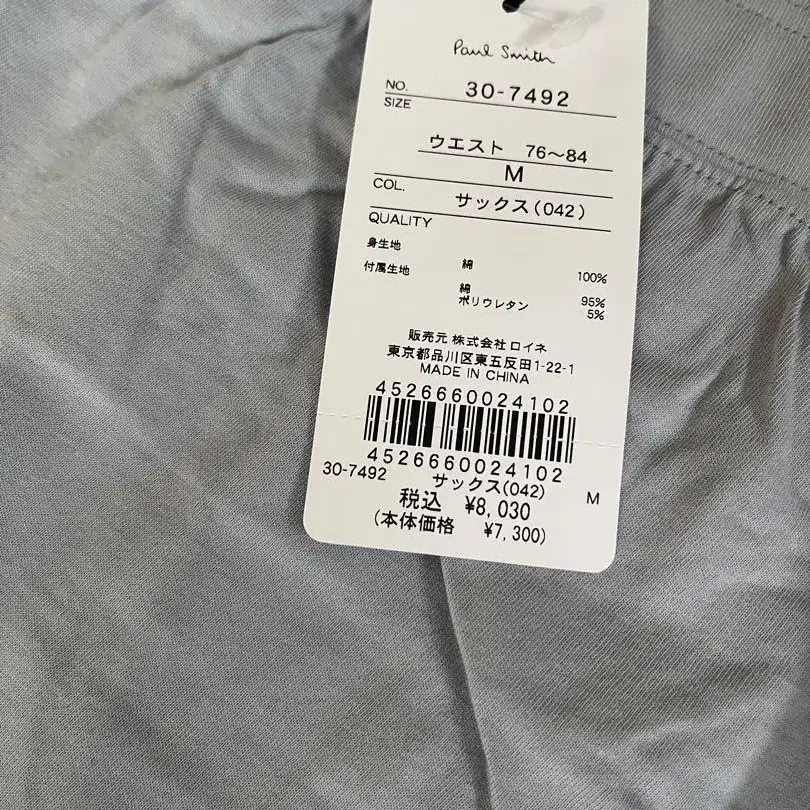 Paul Smith
NO. 30-7492
SIZE
ウエスト 76～84
M
COL. サックス(042)
QUALITY
身生地 綿 100%
付属生地 綿 95%
ポリウレタン 5%
販売元 株式会社 ロイネ
東京都品川区東五反田1-22-1
MADE IN CHINA
4526660024102
4526660024102
30-7492 サックス(042) M
税込 ¥8,030
(本体価格 ¥7,300)